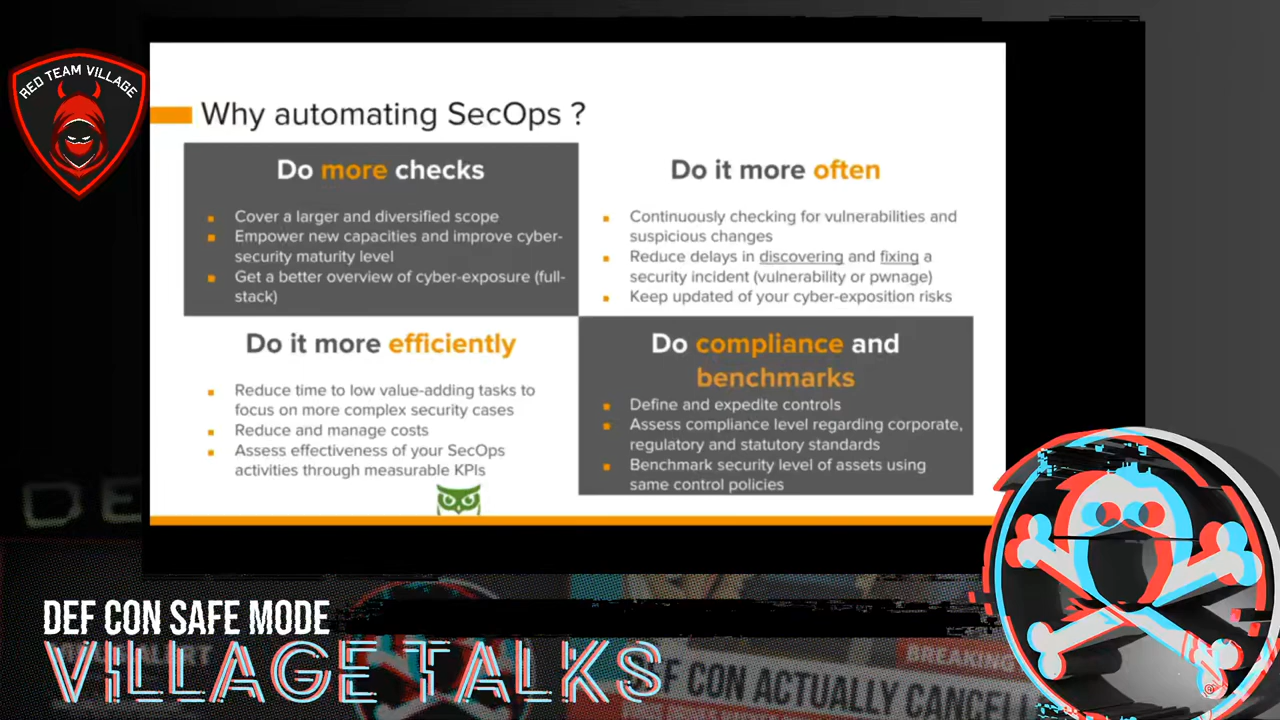 RED TEAM VILLAGE
Why automating SecOps ?
Do more checks
Cover a larger and diversified scope
Empower new capacities and improve cyber-
security maturity level
Get a better overview of cyber-exposure (full-
stack)
Do it more often
Continuously checking for vulnerabilities and
suspicious changes
Reduce delays in discovering and fixing a
security incident (vulnerability or pwnage)
Keep updated of your cyber-exposition risks
Do it more efficiently
Reduce time to low value-adding tasks to
focus on more complex security cases
Reduce and manage costs
Assess effectiveness of your SecOps
activities through measurable KPIs
Do compliance and
benchmarks
Define and expedite controls
Assess compliance level regarding corporate,
regulatory and statutory standards
Benchmark security level of assets using
same control policies
DEF CON SAFE MODE
VILLAGE TALKS
BREAKING
DEF CON ACTUALLY